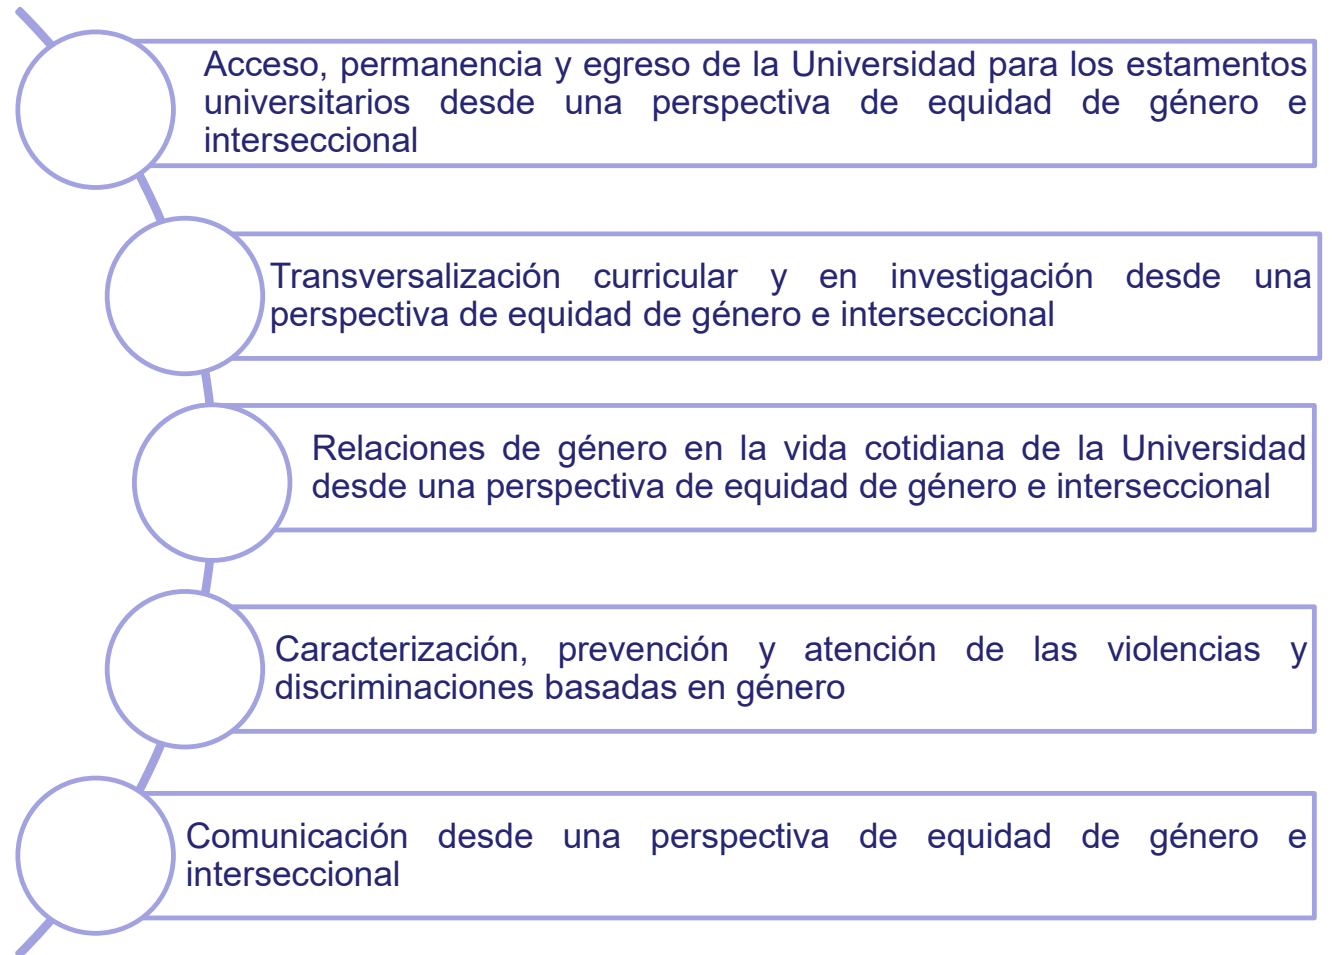 Acceso, permanencia y egreso de la Universidad para los estamentos
universitarios desde una perspectiva de equidad de género e
interseccional
Transversalización curricular y en investigación desde una
perspectiva de equidad de género e interseccional
Relaciones de género en la vida cotidiana de la Universidad
desde una perspectiva de equidad de género e interseccional
Caracterización, prevención y atención de las violencias y
discriminaciones basadas en género
Comunicación desde una perspectiva de equidad de género e
interseccional